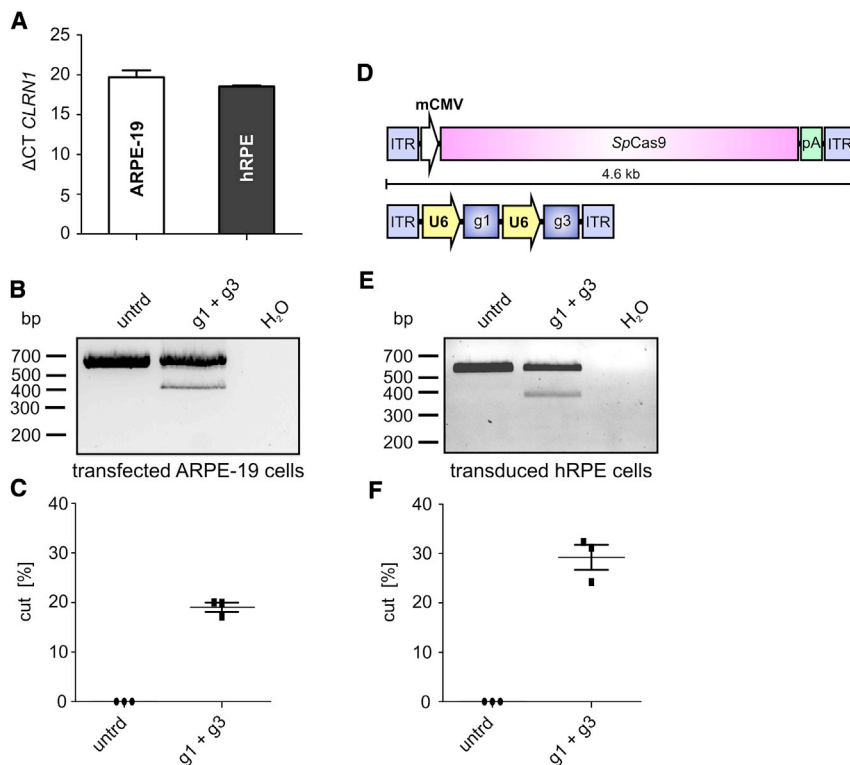 A
ΔCT CLRN1
25
20
15
10
5
0
ARPE-19
hRPE
D
mCMV
ITR
SpCas9
pA
ITR
4.6 kb
ITR
U6
g1
U6
g3
ITR
B
bp
untrd
g1 + g3
H₂O
700
500
400
300
200
transfected ARPE-19 cells
E
bp
untrd
g1 + g3
H₂O
700
500
400
300
200
transduced hRPE cells
C
cut [%]
40
30
20
10
0
untrd
g1 + g3
F
cut [%]
40
30
20
10
0
untrd
g1 + g3